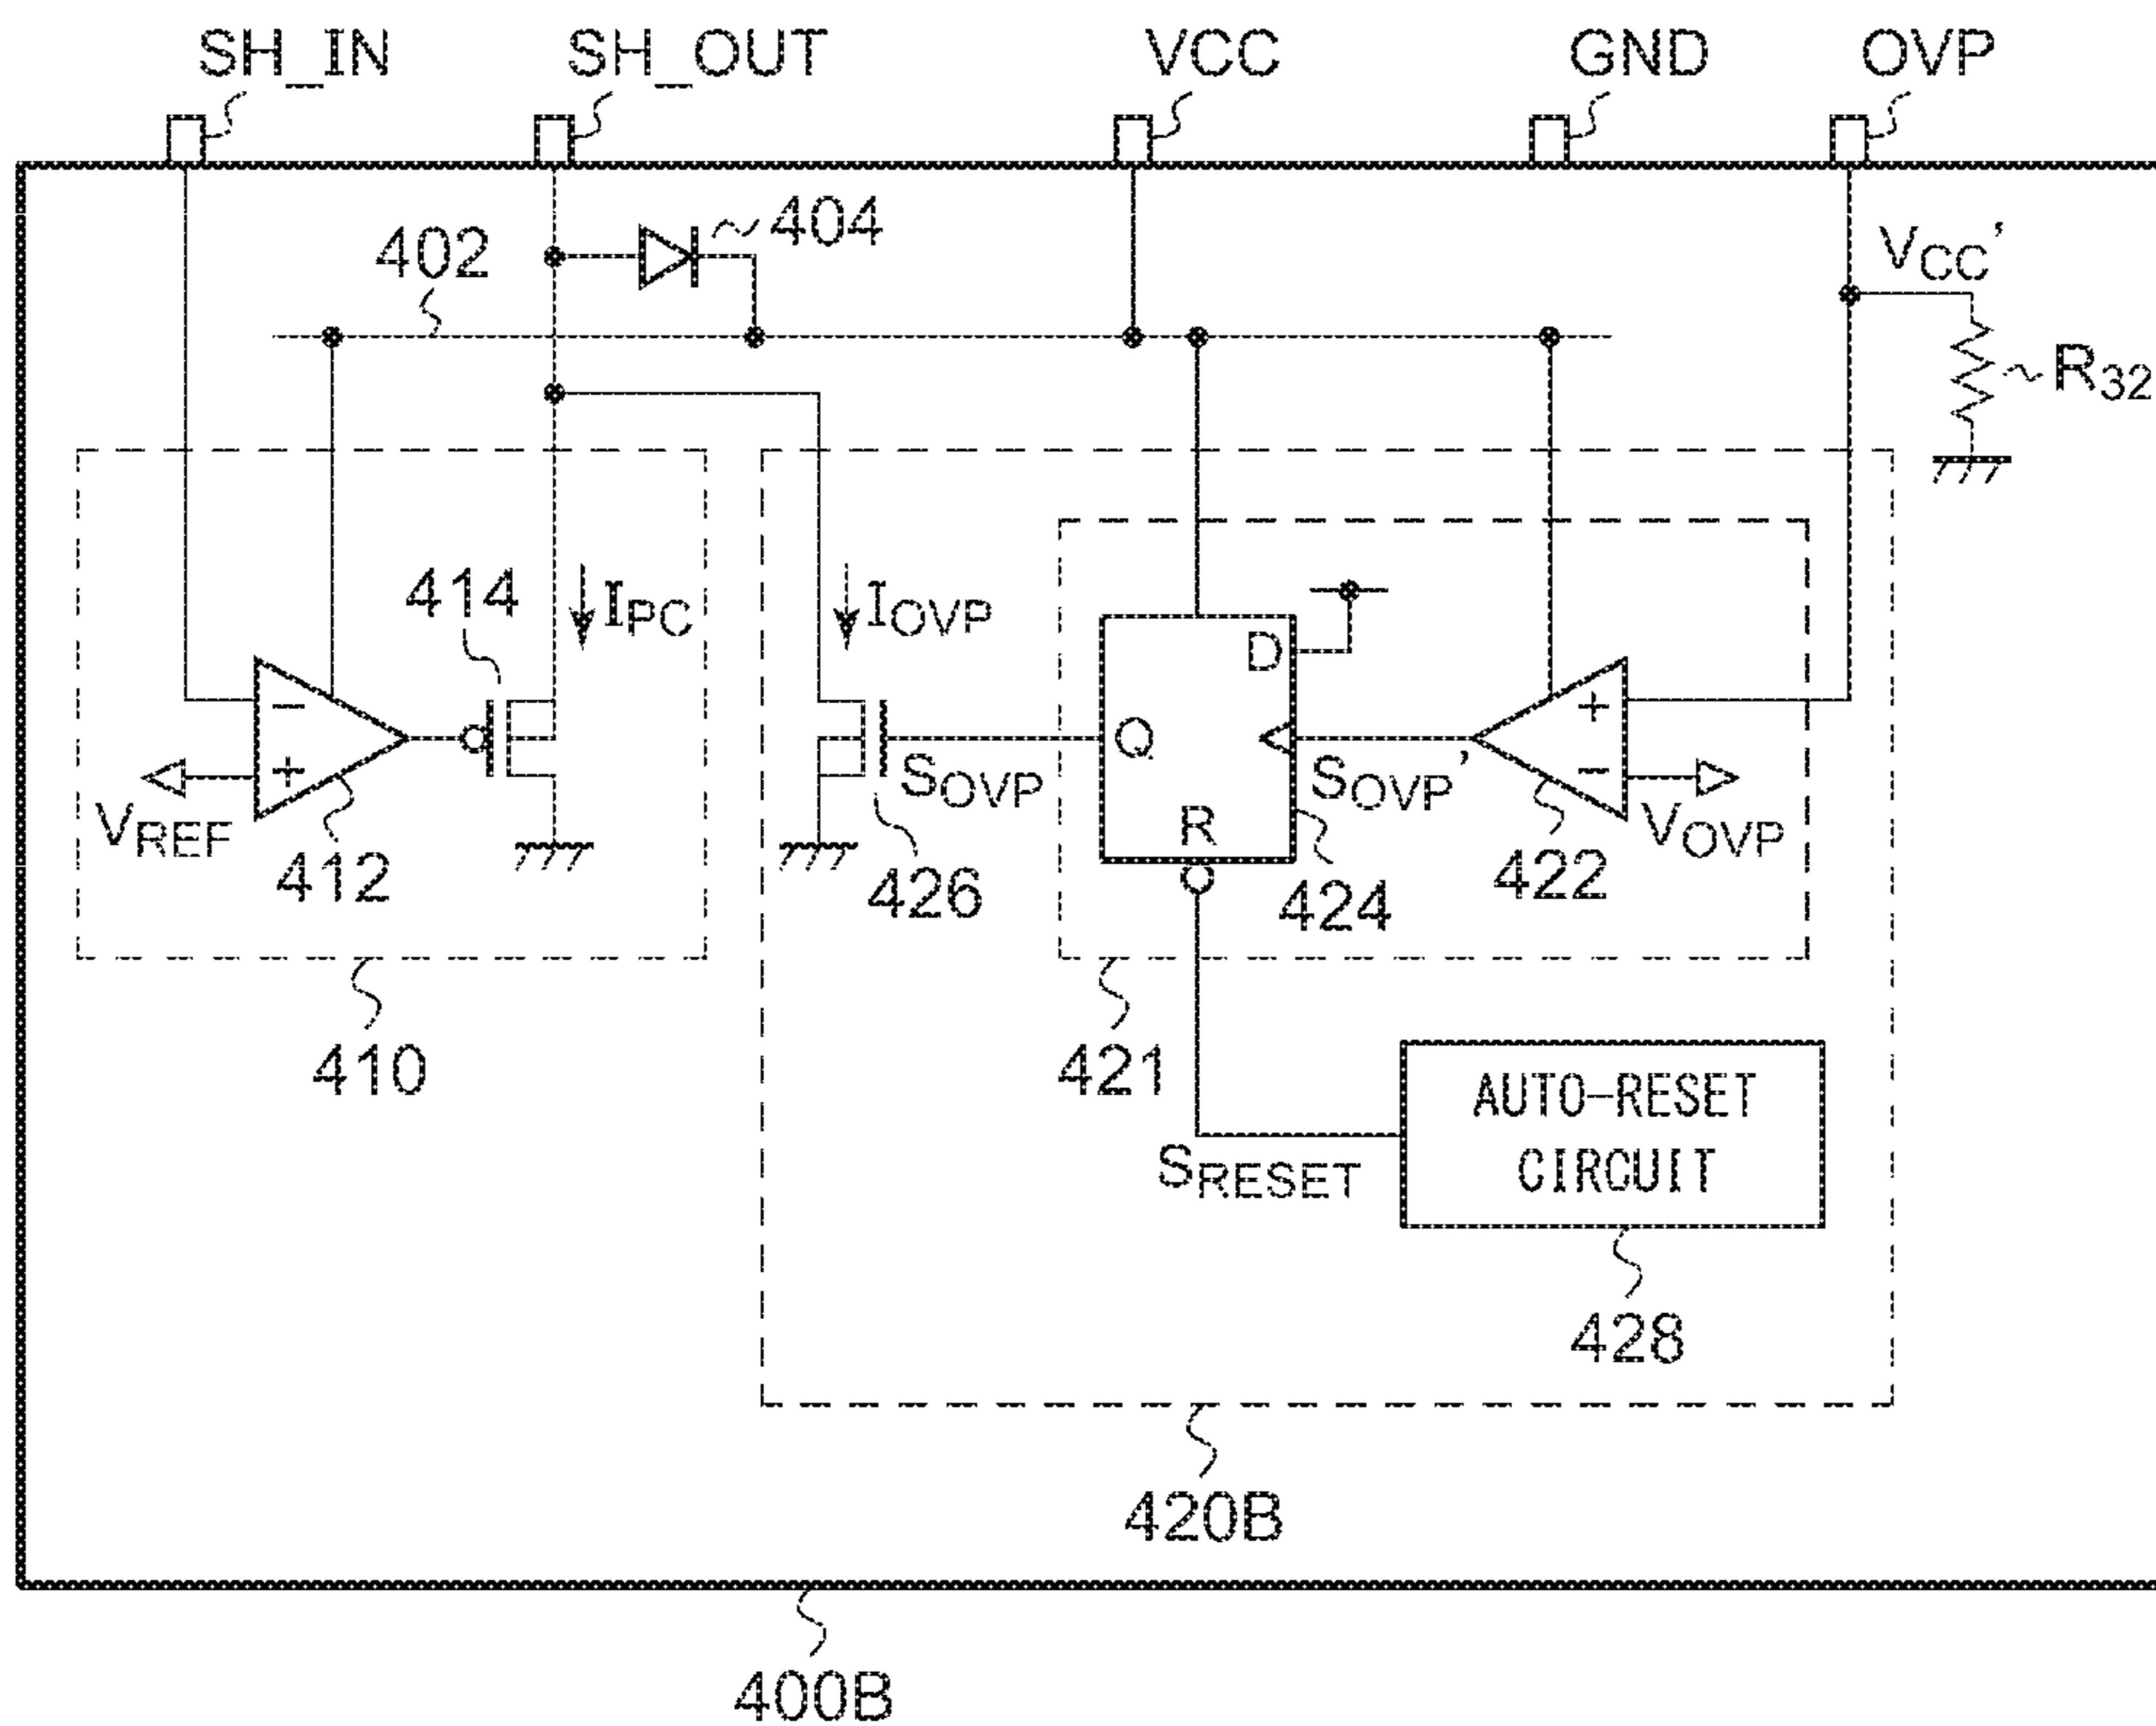 SH_IN
SH_OUT
VCC
GND
OVP
404
402
VCC'
R32
414
IPC
IOVP
D
Q
R
−
+
VREF
412
SOVP
426
SOVP'
424
+
−
VOVP
422
410
421
AUTO-RESET
CIRCUIT
SRESET
428
420B
400B